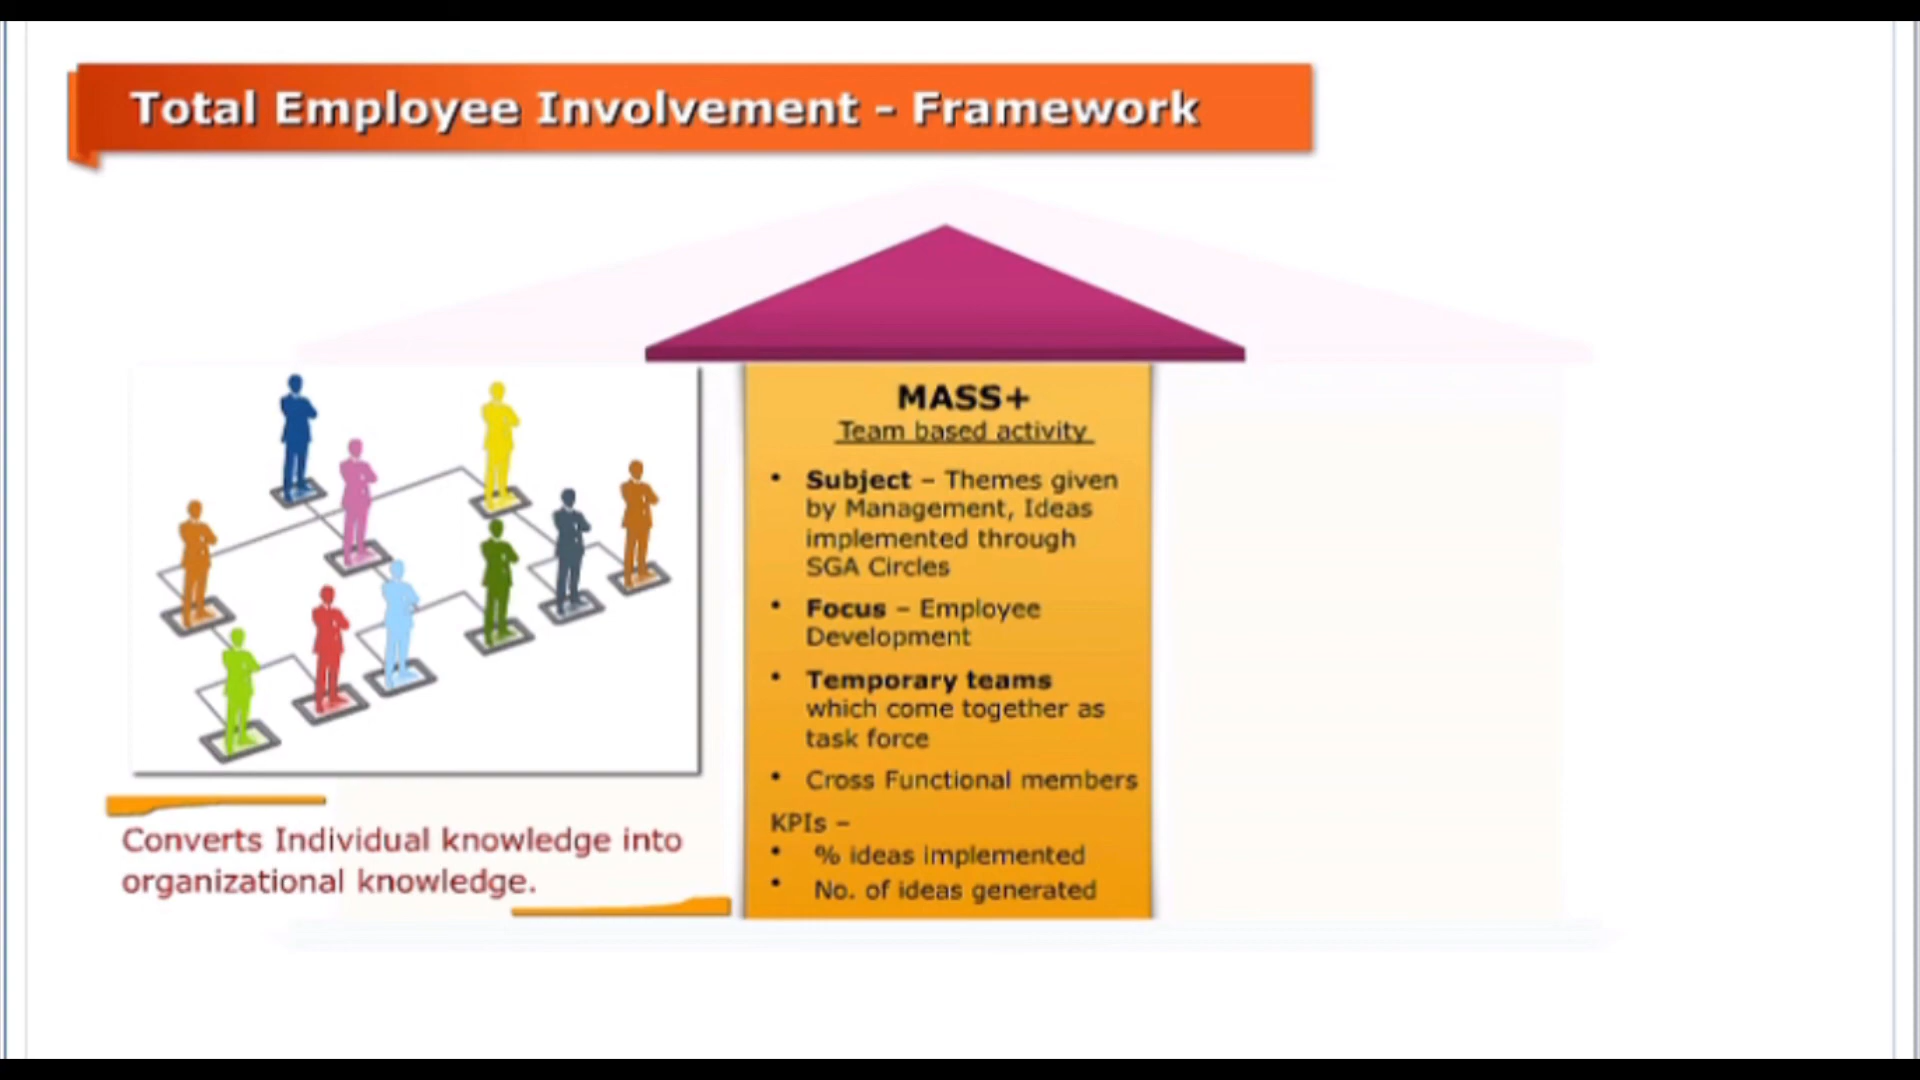 Total Employee Involvement - Framework
MASS+
Team based activity
• Subject – Themes given
by Management, Ideas
implemented through
SGA Circles
• Focus – Employee
Development
• Temporary teams
which come together as
task force
• Cross Functional members
KPIs –
• % ideas implemented
• No. of ideas generated
Converts Individual knowledge into
organizational knowledge.